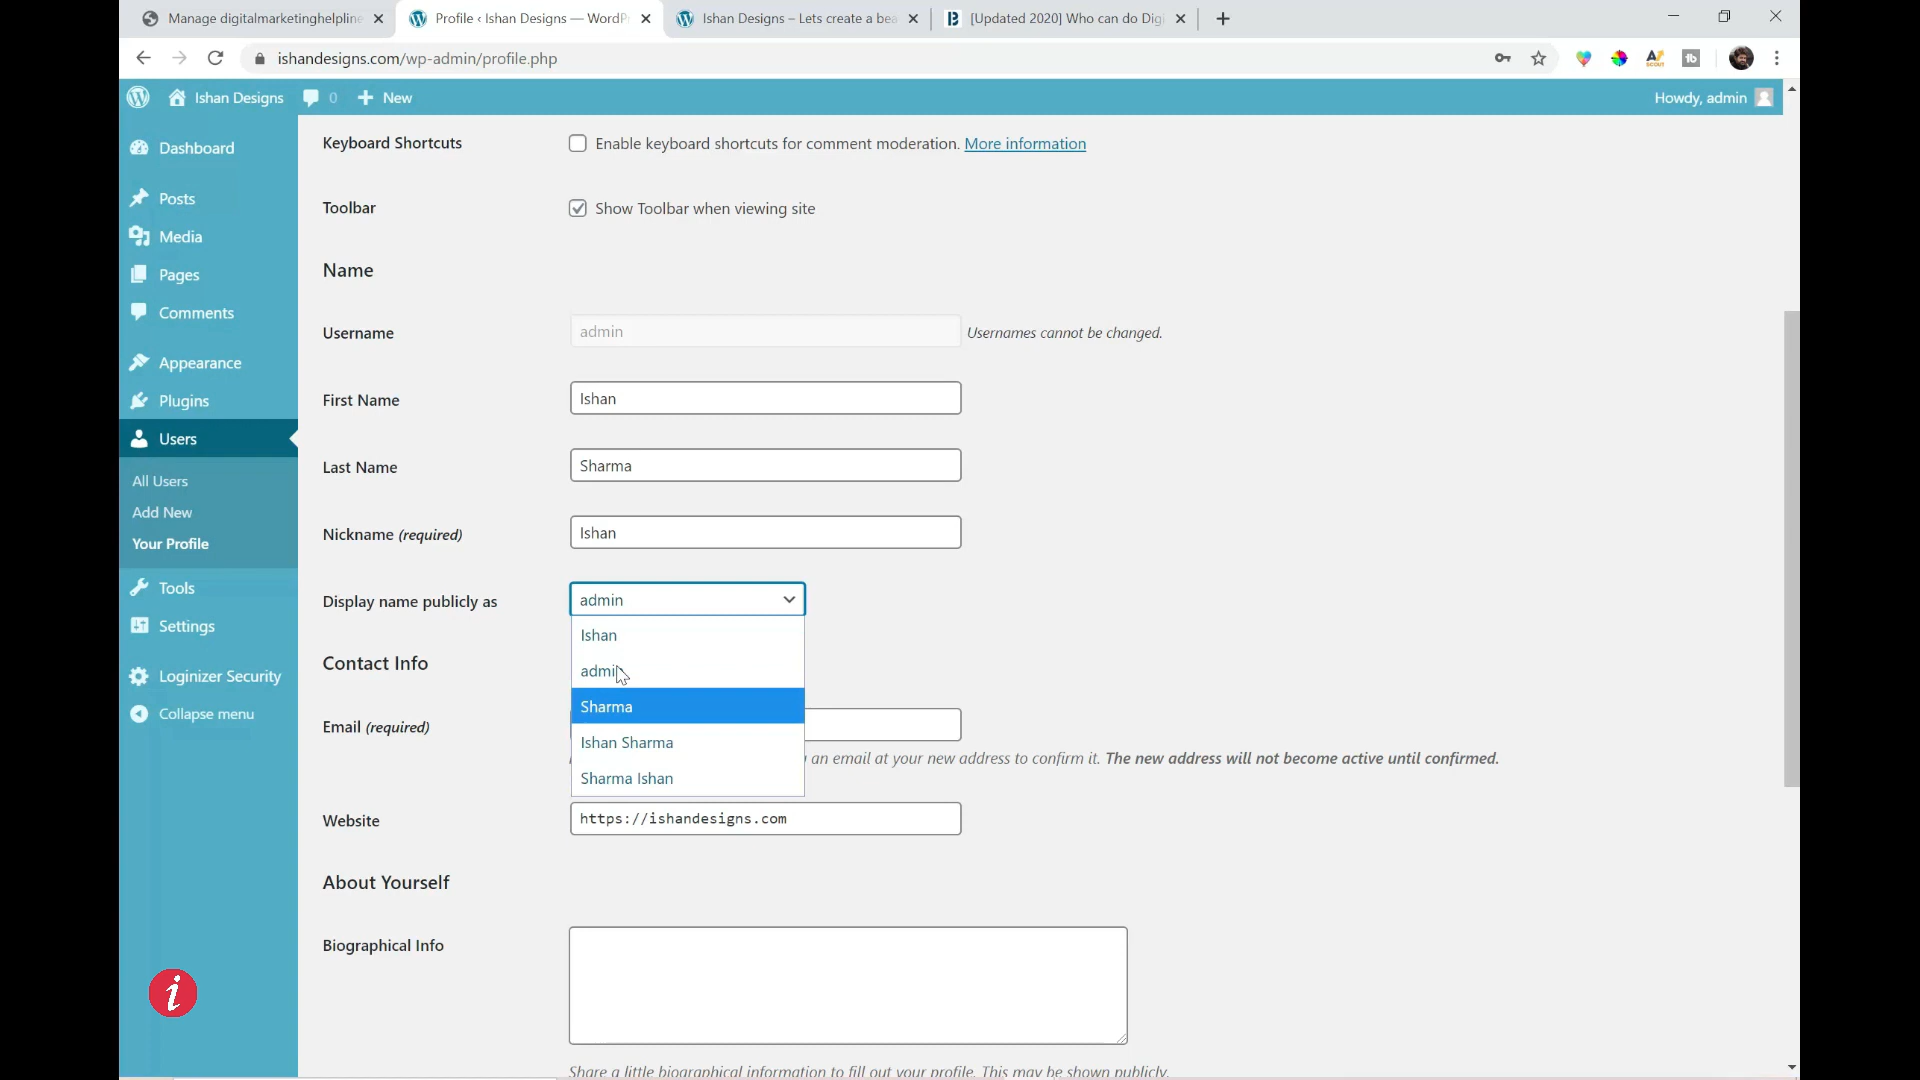 Manage digitalmarketinghelpline
Profile ‹ Ishan Designs — WordP
Ishan Designs – Lets create a bea
[Updated 2020] Who can do Digi
ishandesigns.com/wp-admin/profile.php
Ishan Designs
0
New
Howdy, admin
Dashboard
Posts
Media
Pages
Comments
Appearance
Plugins
Users
All Users
Add New
Your Profile
Tools
Settings
Loginizer Security
Collapse menu
Keyboard Shortcuts
Enable keyboard shortcuts for comment moderation. More information
Toolbar
Show Toolbar when viewing site
Name
Username
admin
Usernames cannot be changed.
First Name
Ishan
Last Name
Sharma
Nickname (required)
Ishan
Display name publicly as
admin
Ishan
admin
Sharma
Ishan Sharma
Sharma Ishan
Contact Info
Email (required)
an email at your new address to confirm it. The new address will not become active until confirmed.
Website
https://ishandesigns.com
About Yourself
Biographical Info
Share a little biographical information to fill out your profile. This may be shown publicly.
i